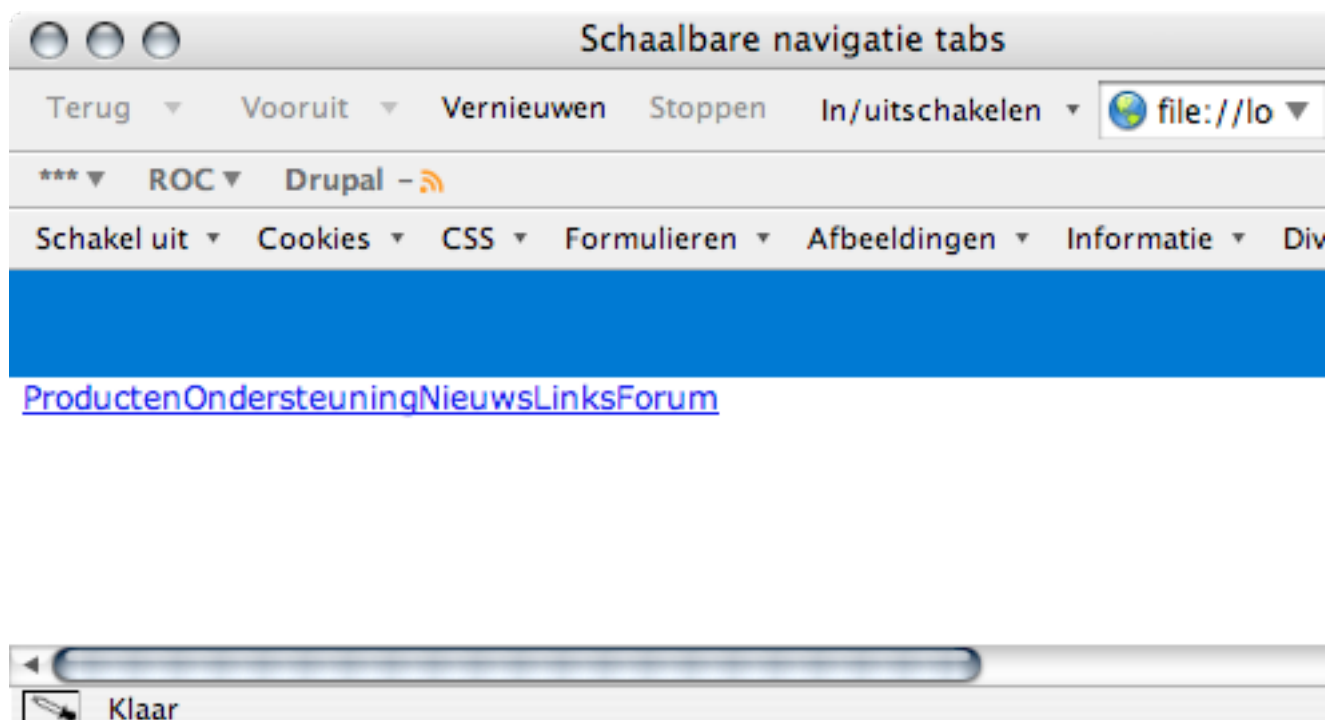 Schaalbare navigatie tabs
Terug Vooruit Vernieuwen Stoppen In/uitschakelen file://lo
*** ROC Drupal –
Schakel uit Cookies CSS Formulieren Afbeeldingen Informatie Div
ProductenOndersteuningNieuwsLinksForum
Klaar